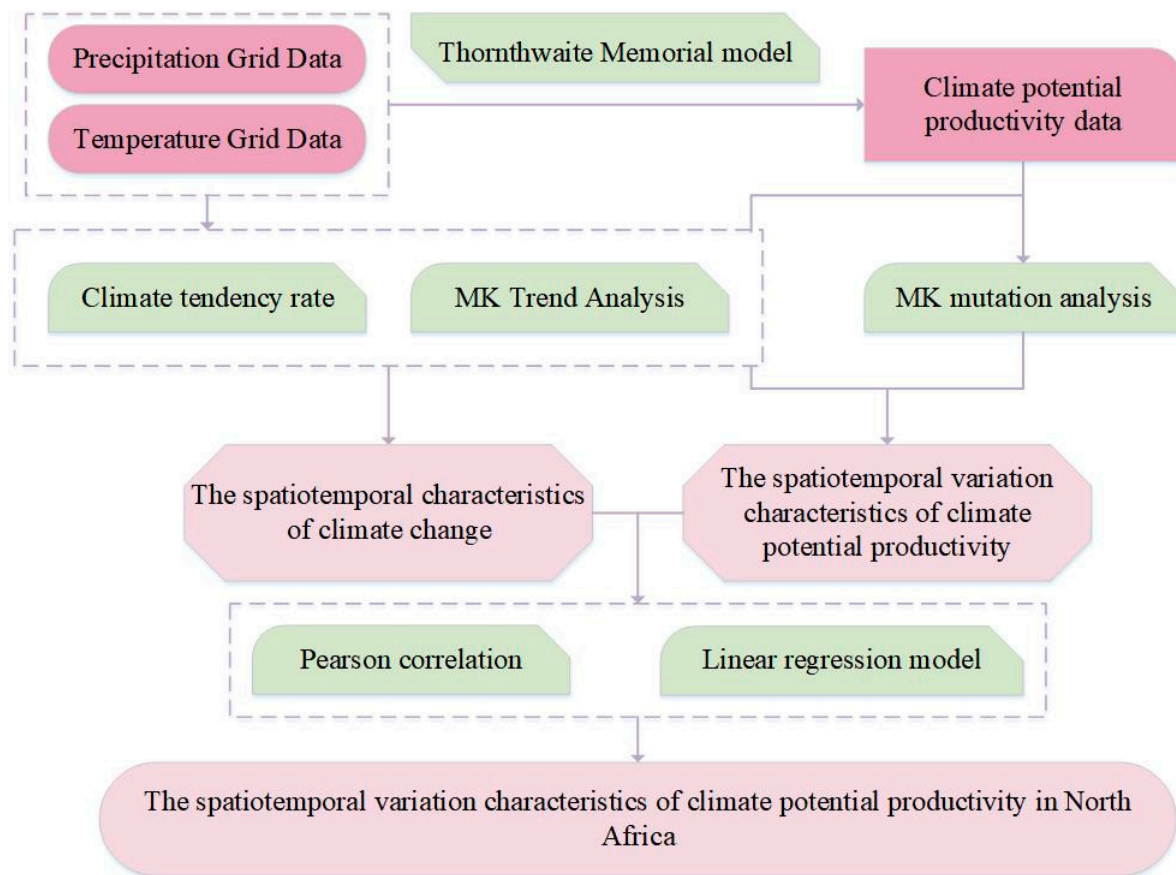 Precipitation Grid Data
Thornthwaite Memorial model
Temperature Grid Data
Climate potential
productivity data
Climate tendency rate
MK Trend Analysis
MK mutation analysis
The spatiotemporal characteristics
of climate change
The spatiotemporal variation
characteristics of climate
potential productivity
Pearson correlation
Linear regression model
The spatiotemporal variation characteristics of climate potential productivity in North
Africa